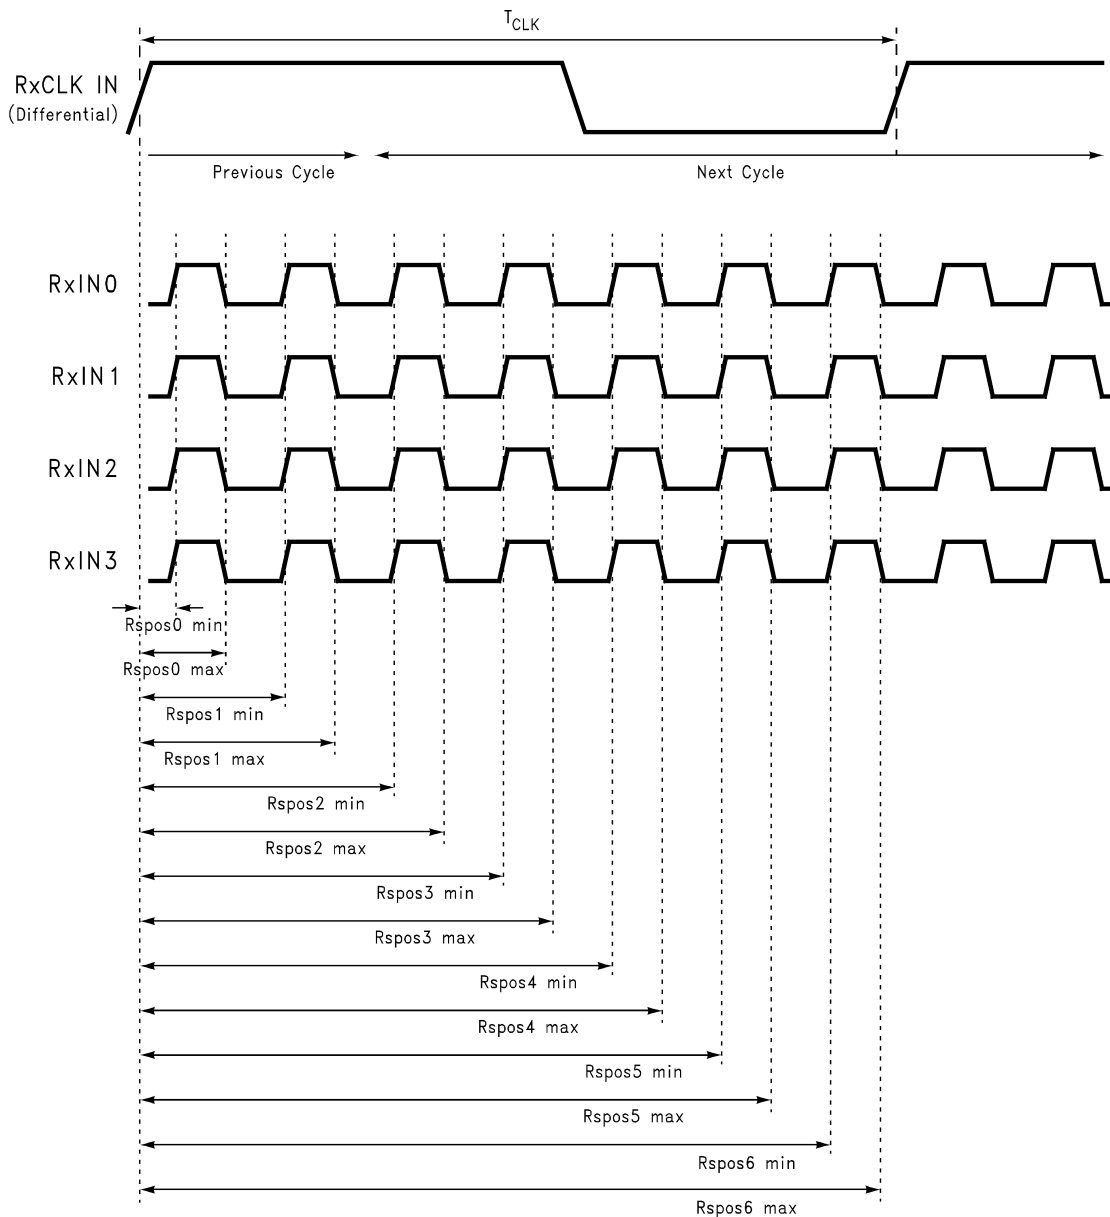 TCLK
RxCLK IN
(Differential)
Previous Cycle
Next Cycle
RxIN0
RxIN1
RxIN2
RxIN3
Rspos0 min
Rspos0 max
Rspos1 min
Rspos1 max
Rspos2 min
Rspos2 max
Rspos3 min
Rspos3 max
Rspos4 min
Rspos4 max
Rspos5 min
Rspos5 max
Rspos6 min
Rspos6 max